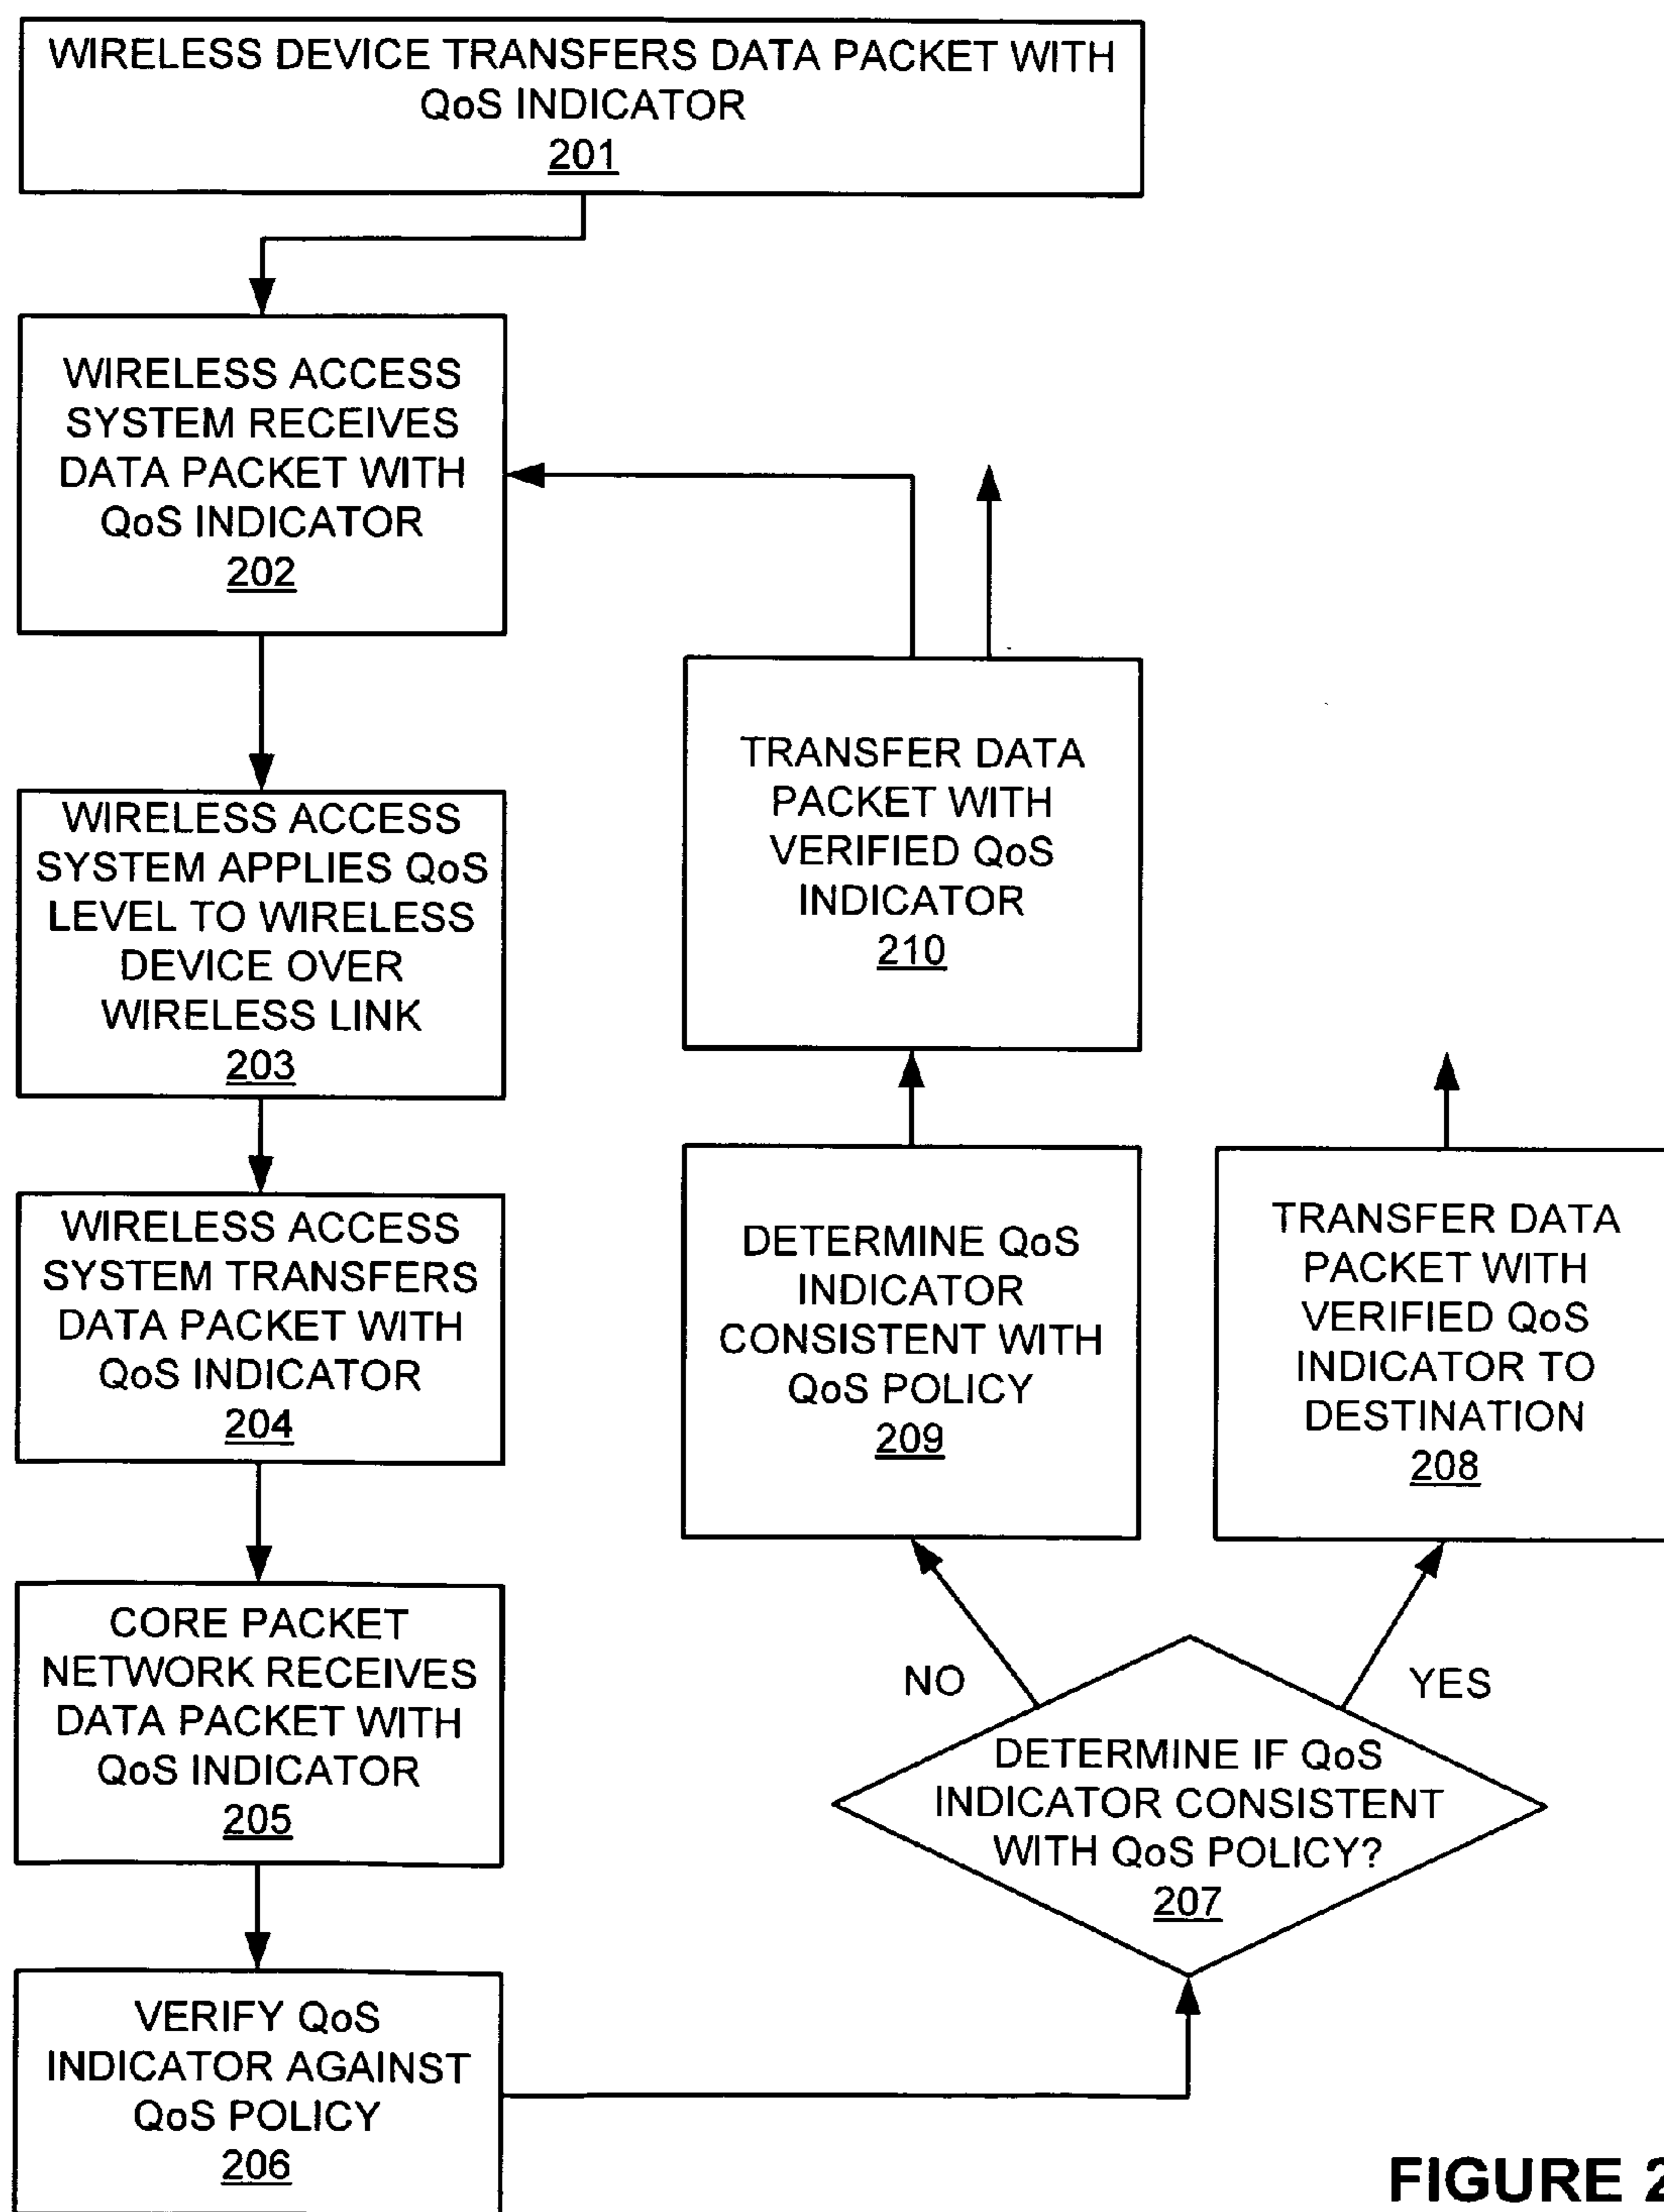 WIRELESS DEVICE TRANSFERS DATA PACKET WITH
QoS INDICATOR
201
WIRELESS ACCESS
SYSTEM RECEIVES
DATA PACKET WITH
QoS INDICATOR
202
WIRELESS ACCESS
SYSTEM APPLIES QoS
LEVEL TO WIRELESS
DEVICE OVER
WIRELESS LINK
203
WIRELESS ACCESS
SYSTEM TRANSFERS
DATA PACKET WITH
QoS INDICATOR
204
CORE PACKET
NETWORK RECEIVES
DATA PACKET WITH
QoS INDICATOR
205
VERIFY QoS
INDICATOR AGAINST
QoS POLICY
206
TRANSFER DATA
PACKET WITH
VERIFIED QoS
INDICATOR
210
DETERMINE QoS
INDICATOR
CONSISTENT WITH
QoS POLICY
209
TRANSFER DATA
PACKET WITH
VERIFIED QoS
INDICATOR TO
DESTINATION
208
NO
YES
DETERMINE IF QoS
INDICATOR CONSISTENT
WITH QoS POLICY?
207
FIGURE 2